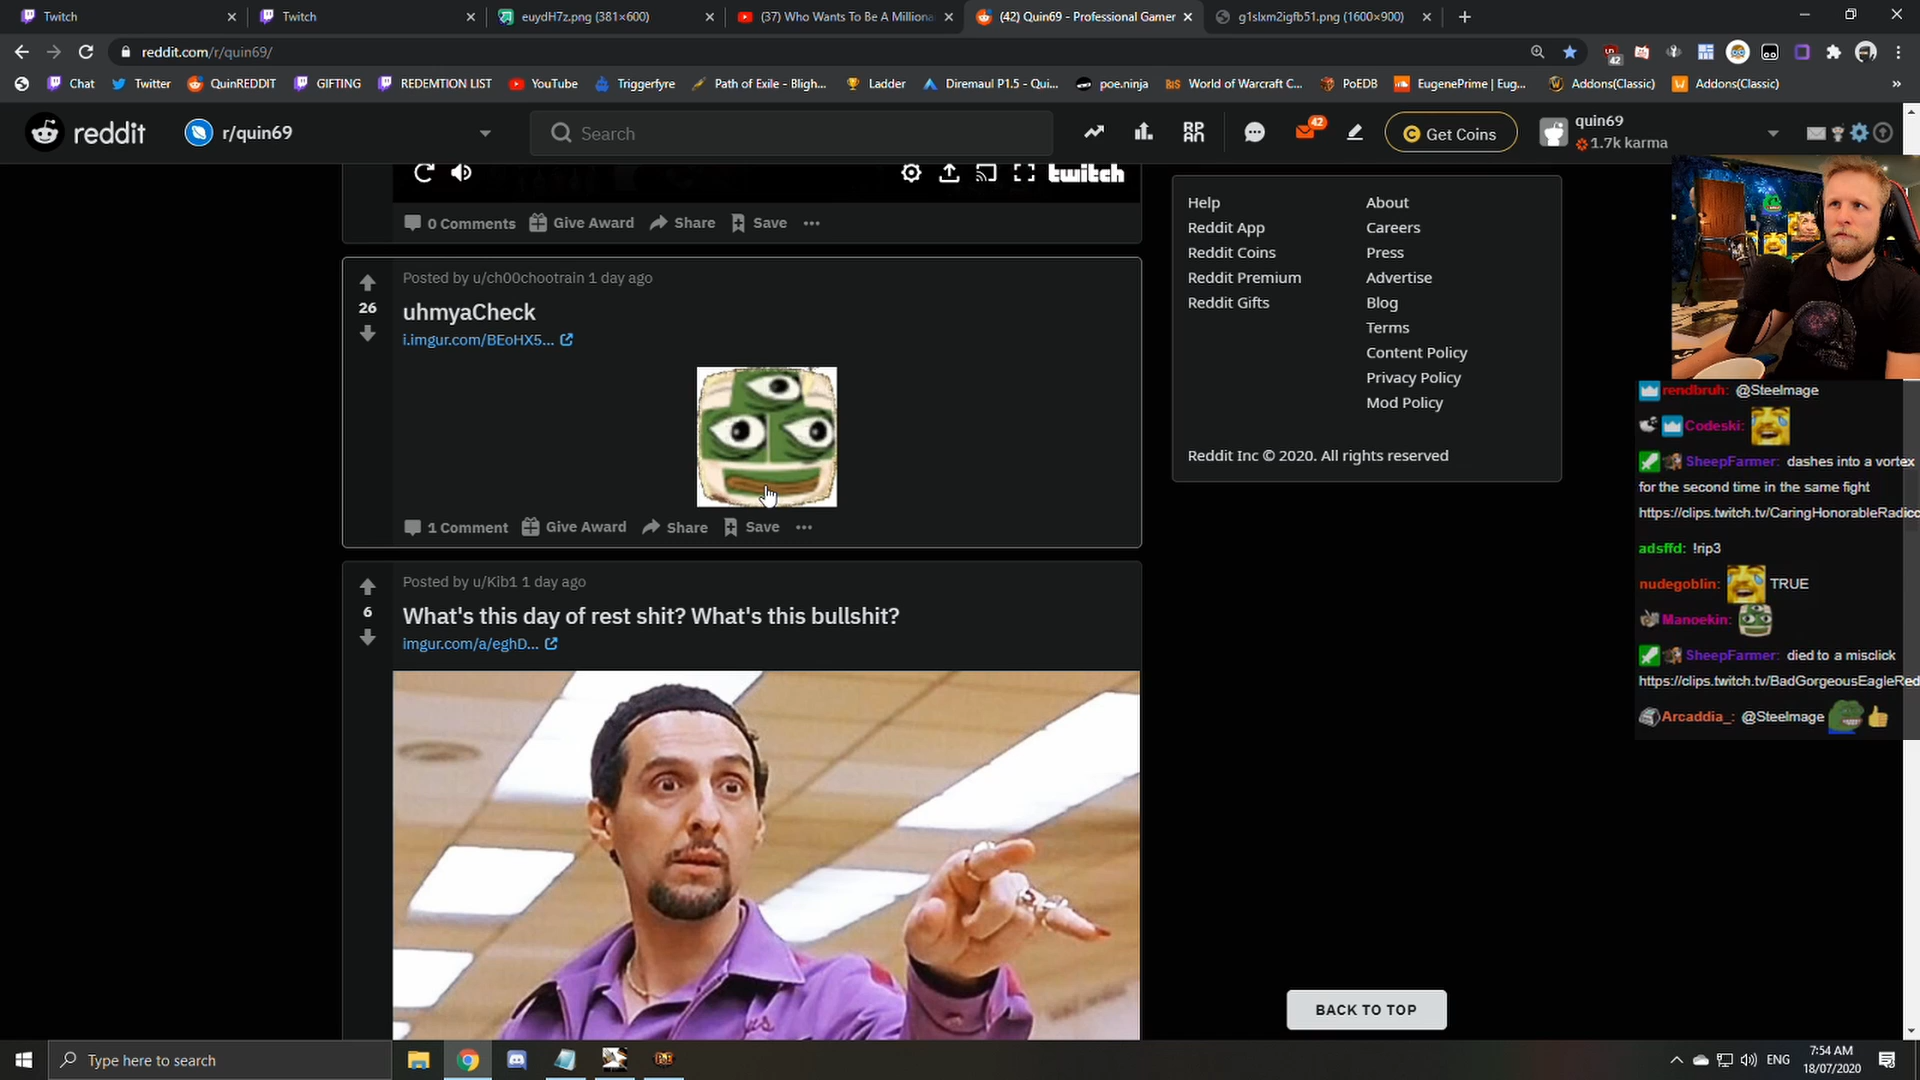 Twitch
Twitch
euydH7z.png (381×600)
(37) Who Wants To Be A Milliona
(42) Quin69 - Professional Gamer
g1slxm2igfb51.png (1600×900)
reddit.com/r/quin69/
42
Chat
Twitter
QuinREDDIT
GIFTING
REDEMTION LIST
YouTube
Triggerfyre
Path of Exile - Bligh...
Ladder
Diremaul P1.5 - Qui...
poe.ninja
World of Warcraft C...
PoEDB
EugenePrime | Eug...
Addons(Classic)
Addons(Classic)
reddit
r/quin69
Search
42
Get Coins
quin69
1.7k karma
twitch
0 Comments
Give Award
Share
Save
Posted by u/ch00chootrain 1 day ago
26
uhmyaCheck
i.imgur.com/BEoHX5...
1 Comment
Give Award
Share
Save
Posted by u/Kib1 1 day ago
6
What's this day of rest shit? What's this bullshit?
imgur.com/a/eghD...
Help
Reddit App
Reddit Coins
Reddit Premium
Reddit Gifts
About
Careers
Press
Advertise
Blog
Terms
Content Policy
Privacy Policy
Mod Policy
Reddit Inc © 2020. All rights reserved
rendbruh: @Steelmage
Codeski:
SheepFarmer: dashes into a vortex
for the second time in the same fight
https://clips.twitch.tv/CaringHonorableRadicc
adsffd: !rip3
nudegoblin: TRUE
Manoekin:
SheepFarmer: died to a misclick
https://clips.twitch.tv/BadGorgeousEagleRed
Arcaddia_: @Steelmage
BACK TO TOP
Type here to search
ENG
7:54 AM
18/07/2020